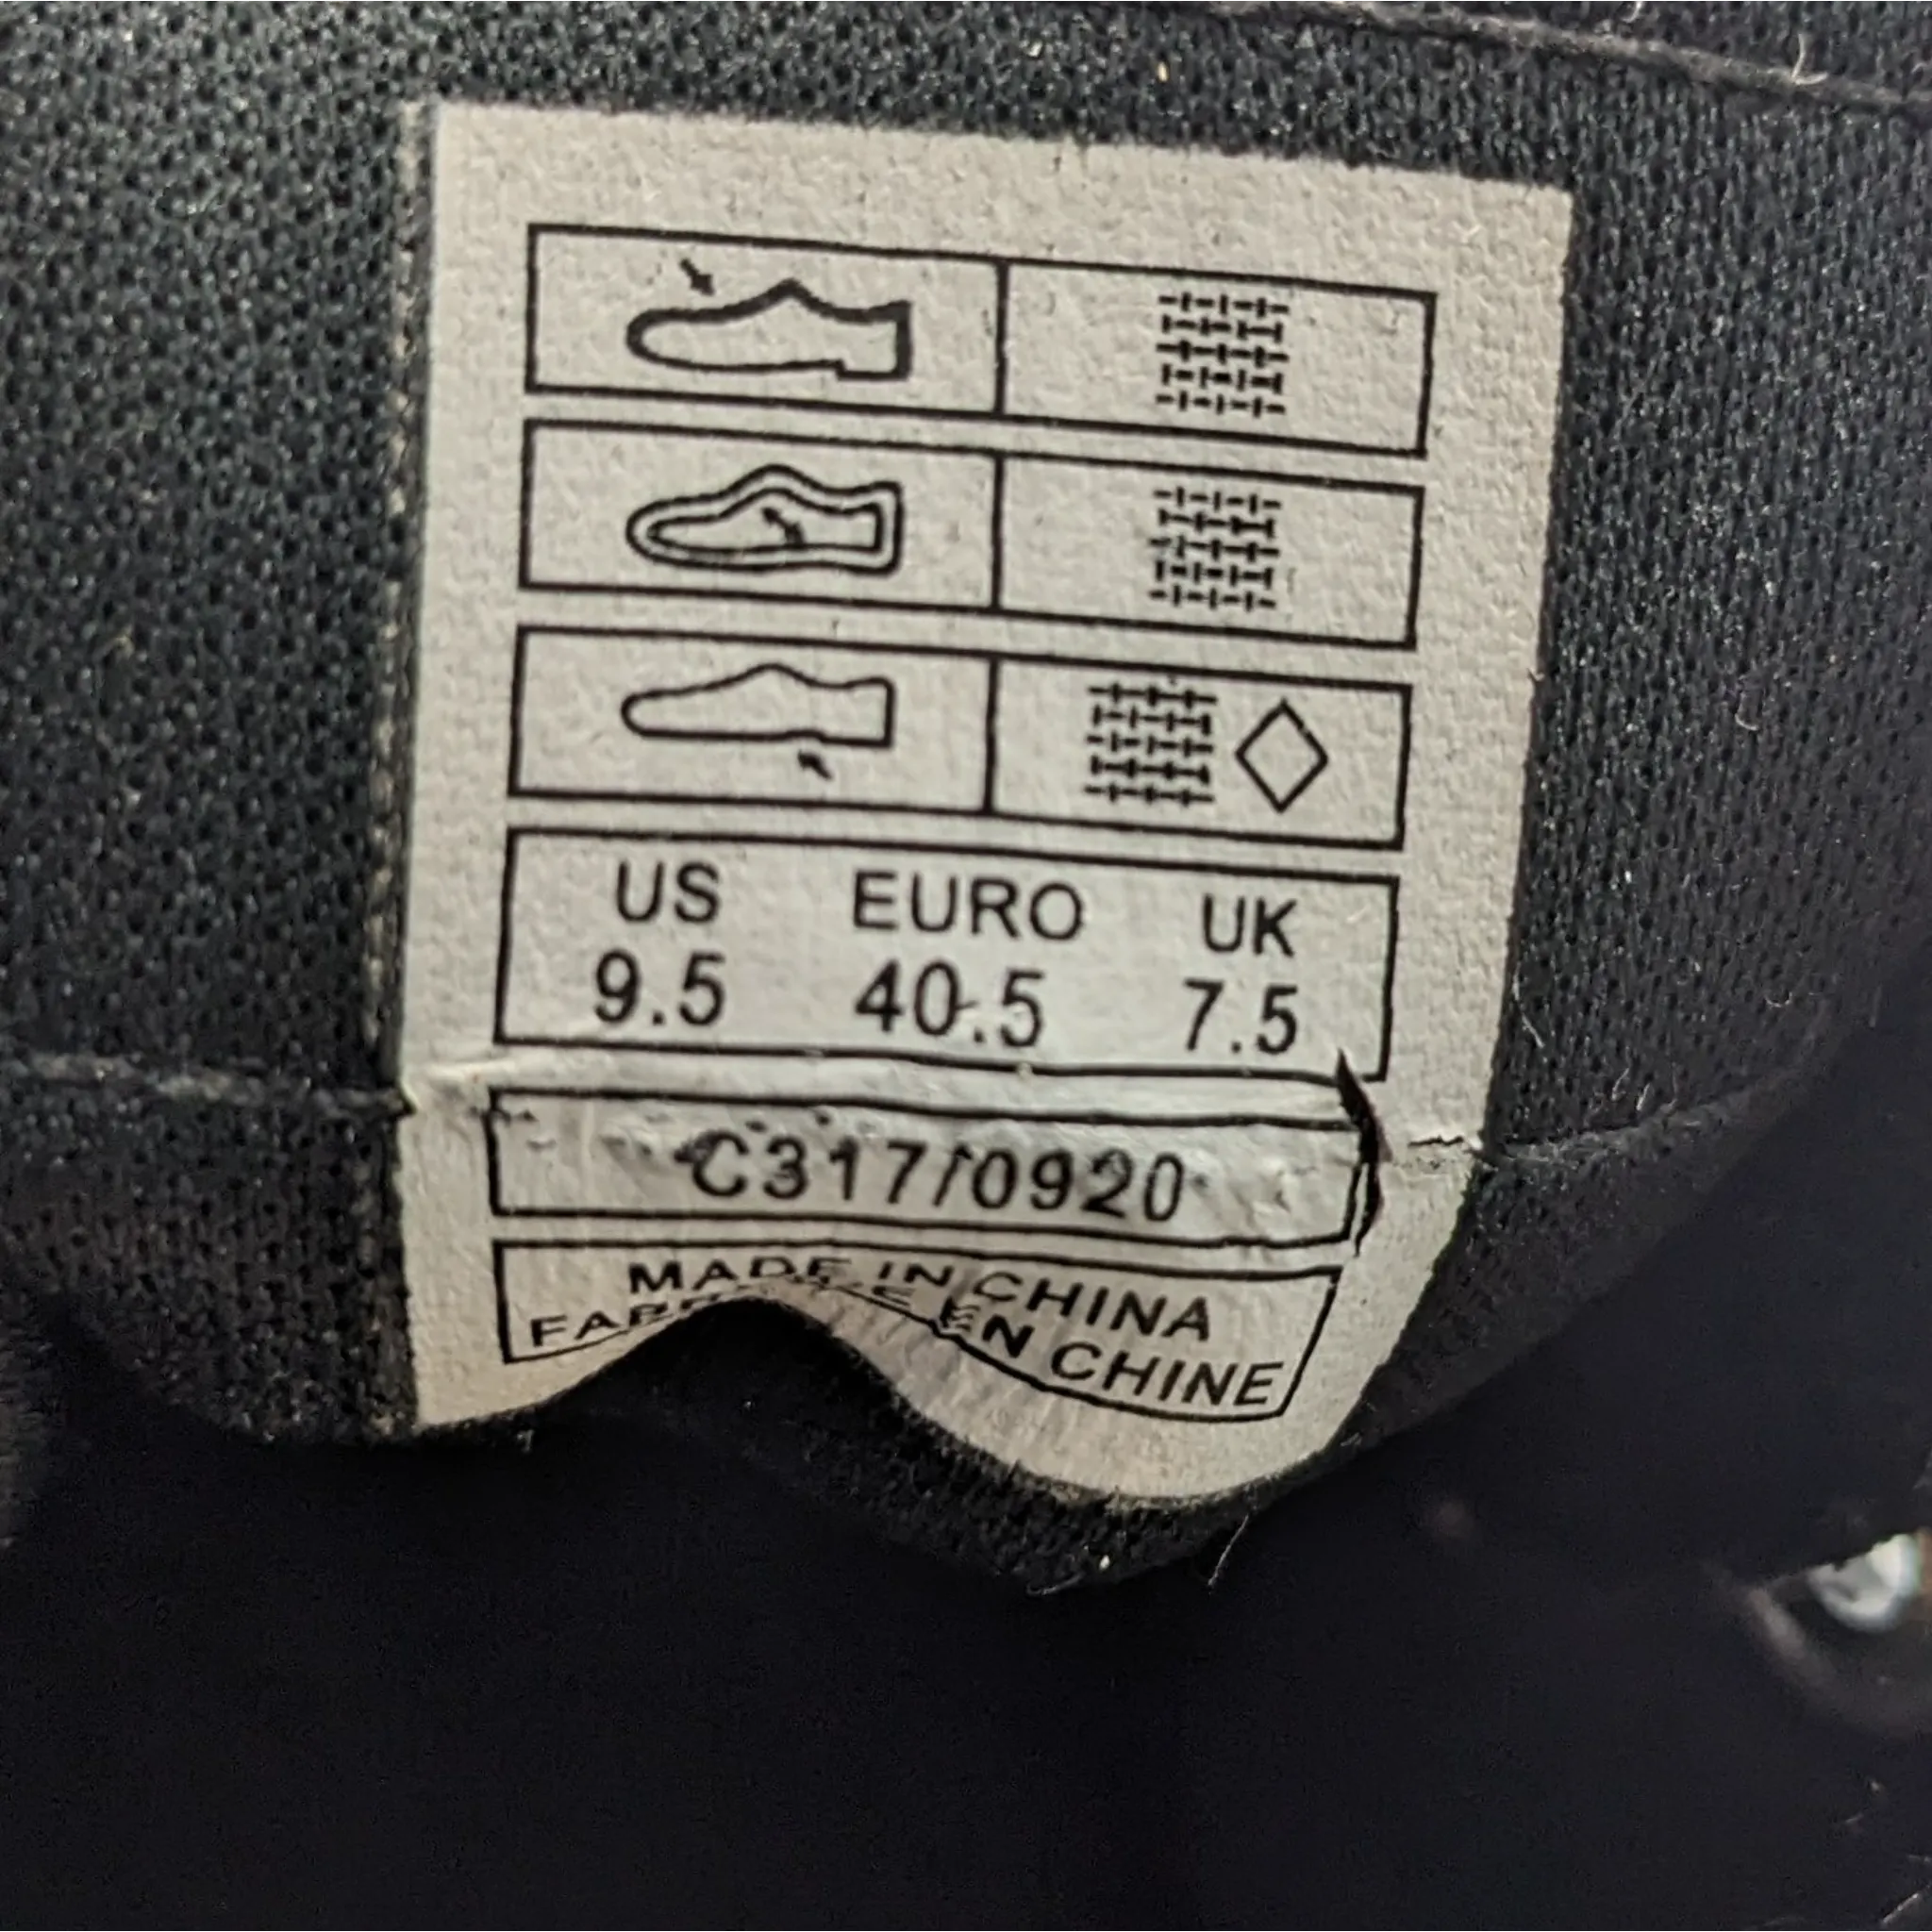 US EURO UK
9.5 40.5 7.5
C317/0920
MADE IN CHINA
EN CHINE